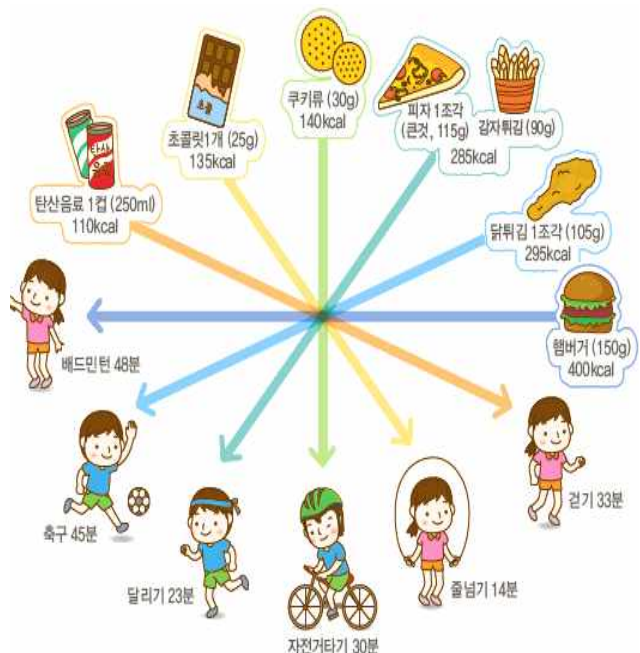 쿠키류 (30g)
140kcal
피자 1조각
(큰것, 115g)
감자튀김 (90g)
285kcal
초콜릿1개 (25g)
135kcal
탄산음료 1컵 (250ml)
110kcal
닭튀김 1조각 (105g)
295kcal
햄버거 (150g)
400kcal
배드민턴 48분
축구 45분
달리기 23분
자전거타기 30분
줄넘기 14분
걷기 33분